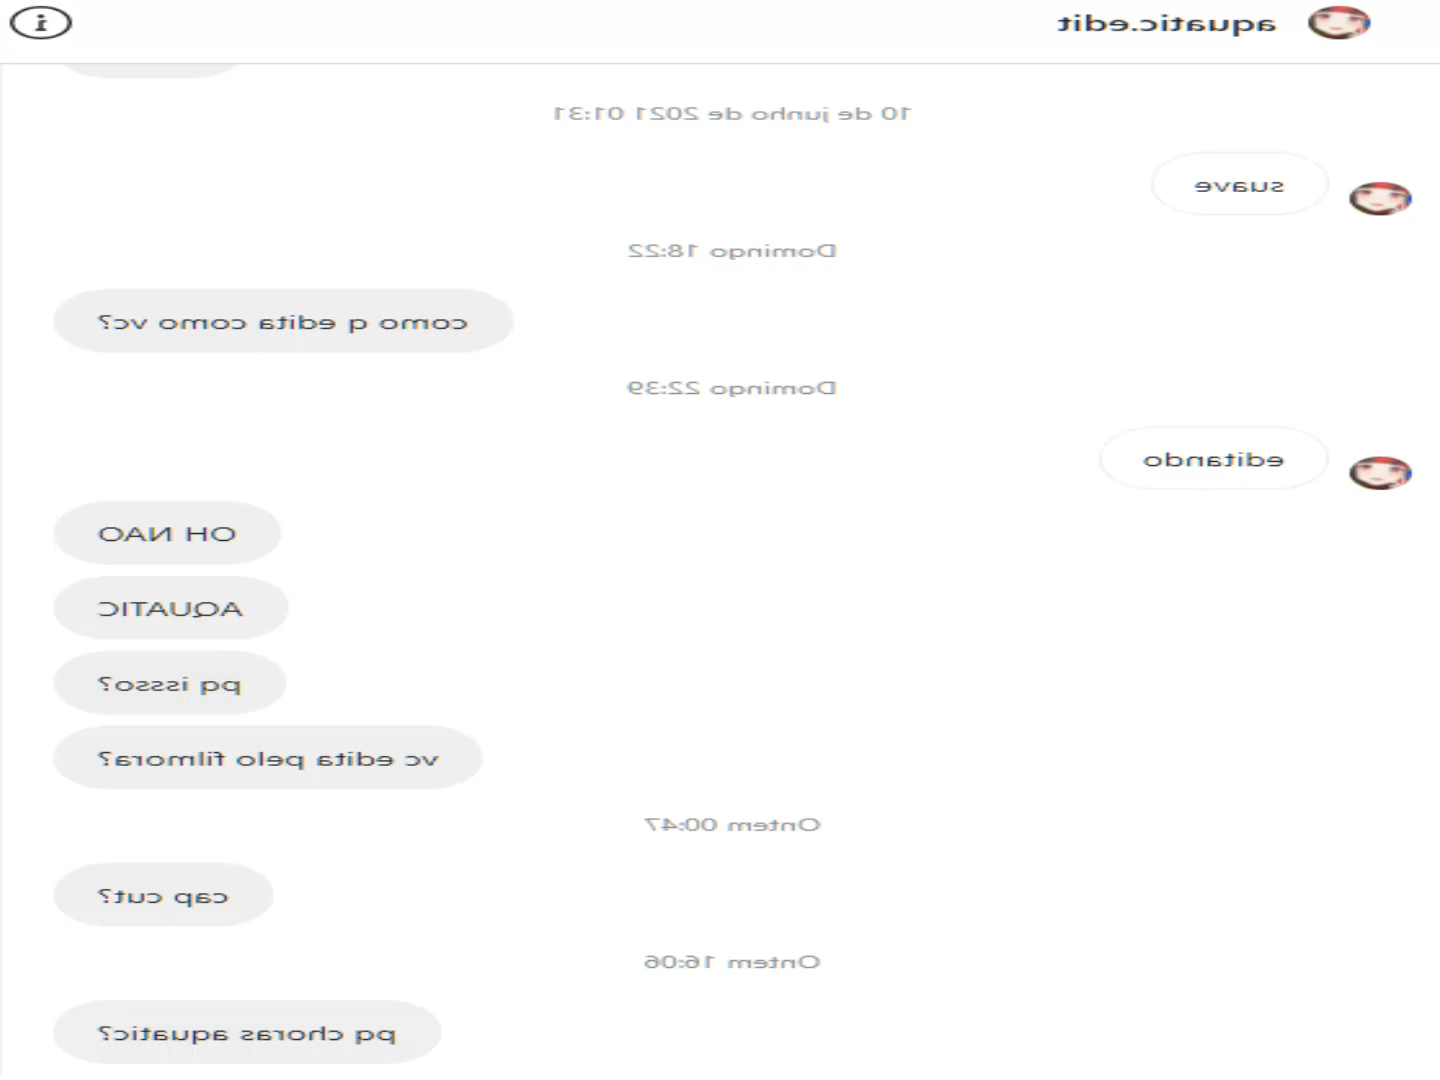 aquatic.edit
10 de junho de 2021 01:31
suave
Domingo 18:22
como q edita como vc?
Domingo 22:39
editando
OH NAO
AQUATIC
pq issso?
vc edita pelo filmora?
Ontem 00:47
cap cut?
Ontem 16:06
pq choras aquatic?